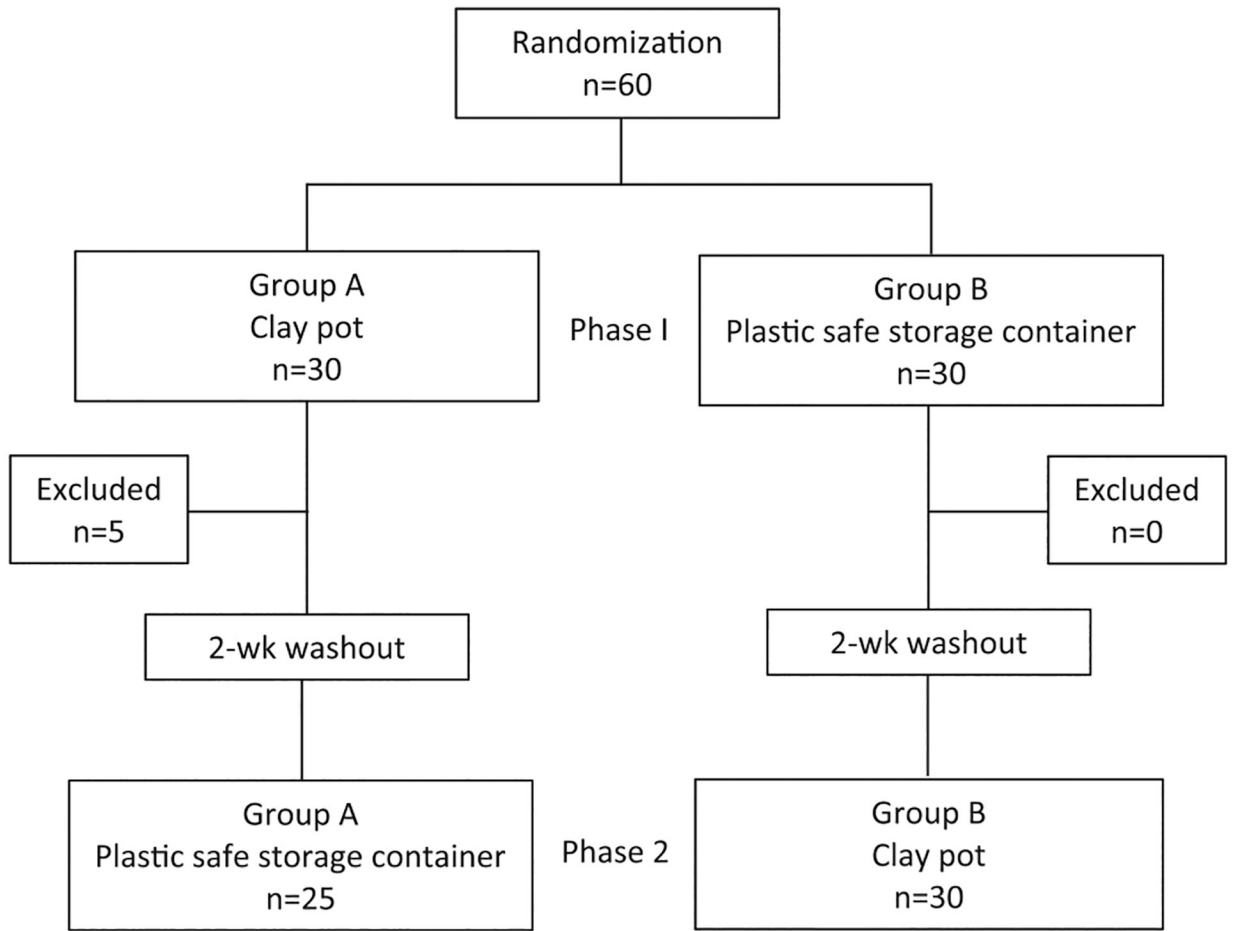 Randomization
n=60
Group A
Clay pot
n=30
Phase I
Group B
Plastic safe storage container
n=30
Excluded
n=5
Excluded
n=0
2-wk washout
2-wk washout
Group A
Plastic safe storage container
n=25
Phase 2
Group B
Clay pot
n=30